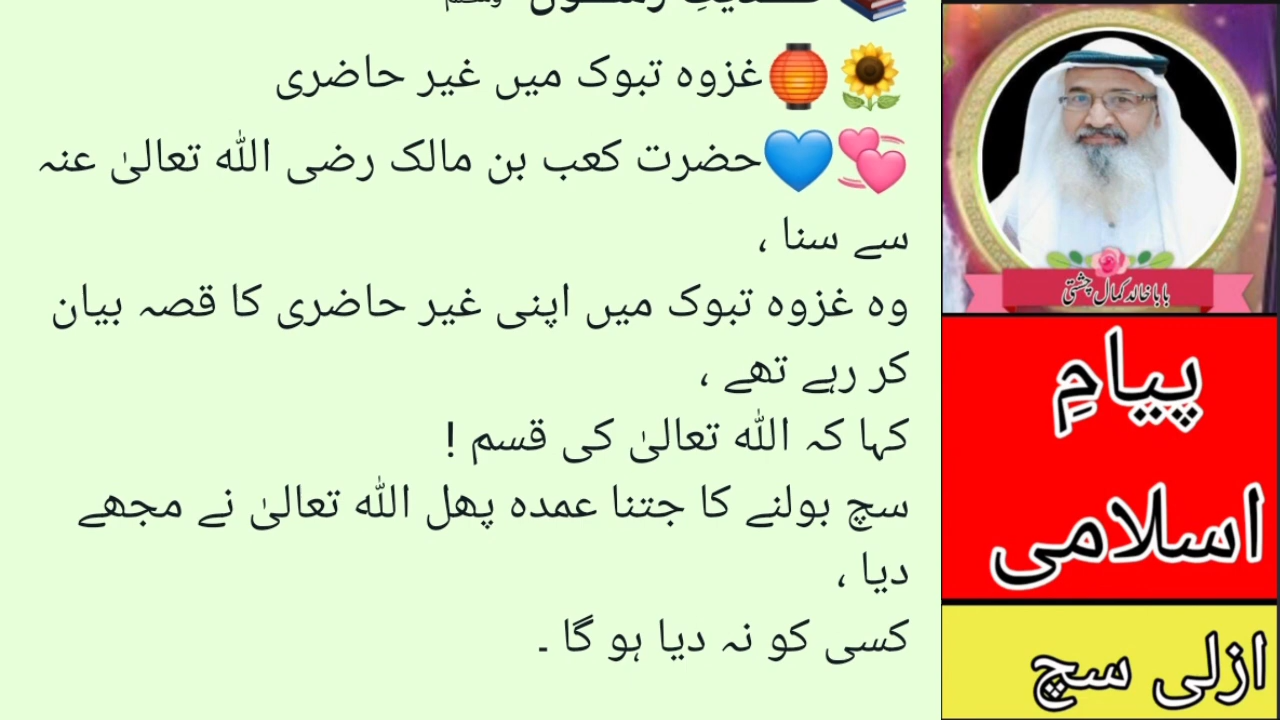 غزوہ تبوک میں غیر حاضری
حضرت کعب بن مالک رضی اللہ تعالیٰ عنہ
سے سنا ،
وہ غزوہ تبوک میں اپنی غیر حاضری کا قصہ بیان
کر رہے تھے ،
کہا کہ اللہ تعالیٰ کی قسم !
سچ بولنے کا جتنا عمدہ پھل اللہ تعالیٰ نے مجھے
دیا ،
کسی کو نہ دیا ہو گا ۔
بابا خالد کمال چشتی
پیامِ
اسلامی
ازلی سچ